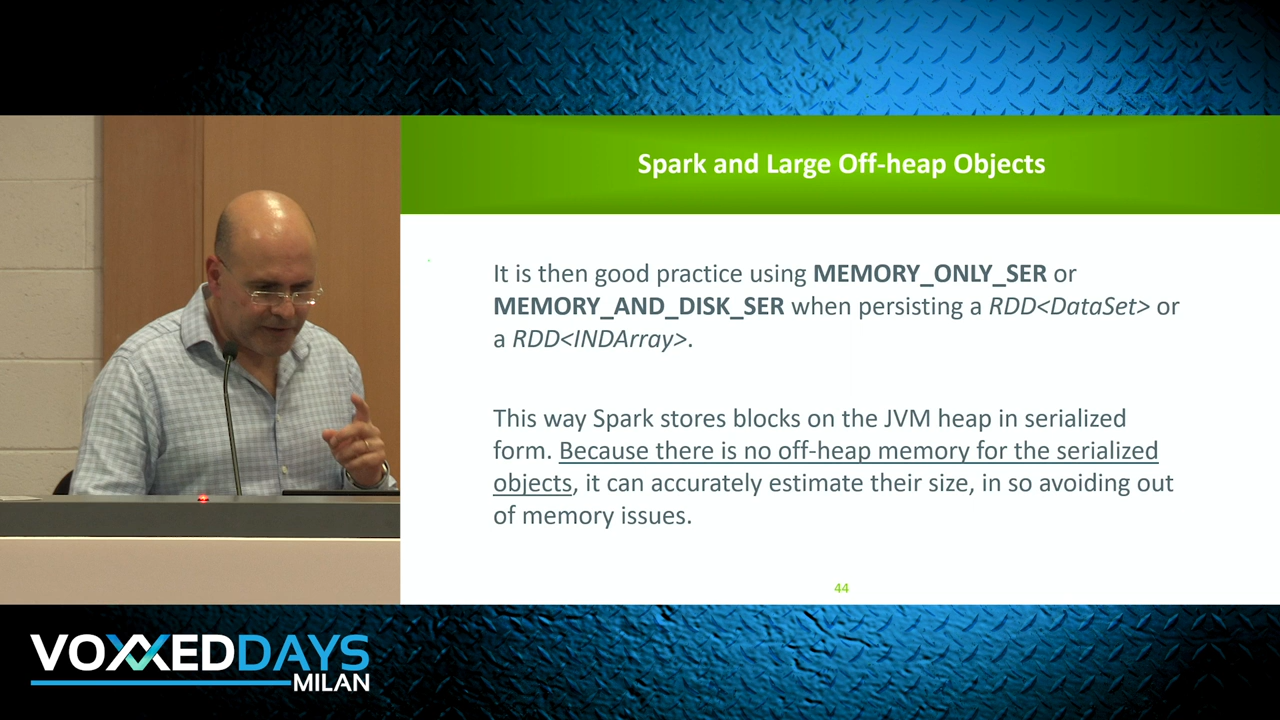 Spark and Large Off-heap Objects
It is then good practice using MEMORY_ONLY_SER or
MEMORY_AND_DISK_SER when persisting a RDD<DataSet> or
a RDD<INDArray>.
This way Spark stores blocks on the JVM heap in serialized
form. Because there is no off-heap memory for the serialized
objects, it can accurately estimate their size, in so avoiding out
of memory issues.
44
VOXXEDDAYS
MILAN